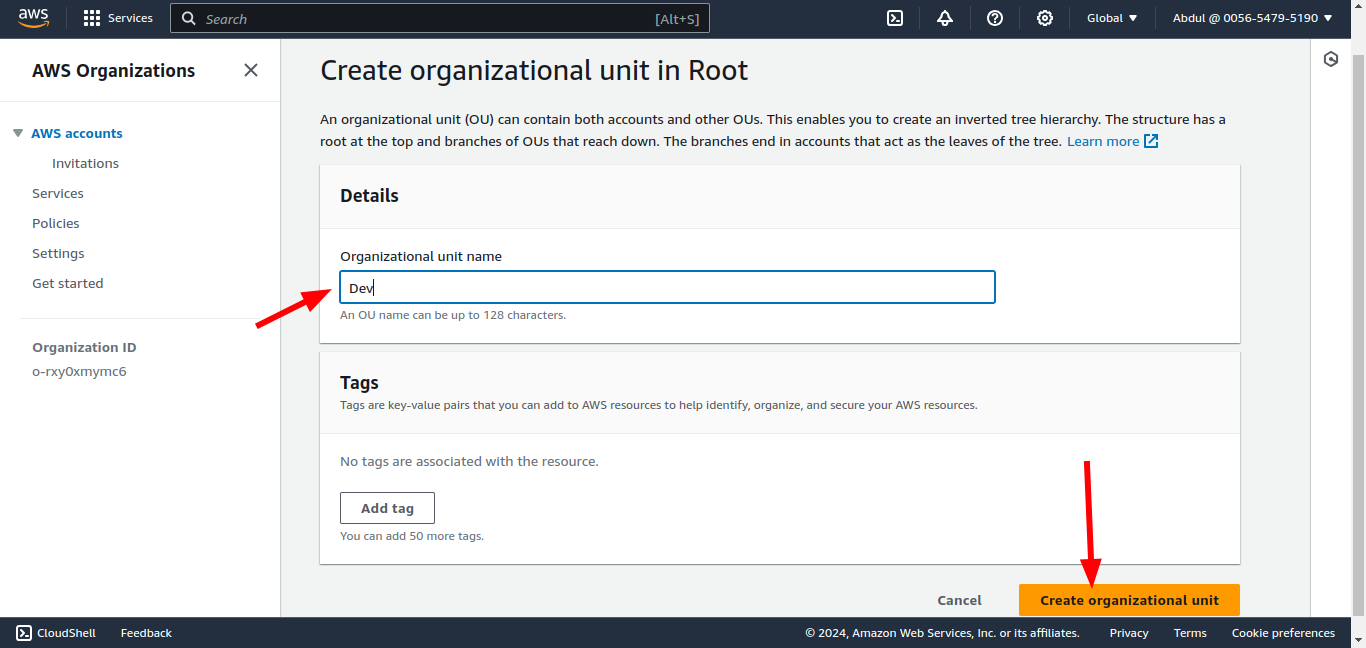 aws
Services
Search
[Alt+S]
Global
Abdul @ 0056-5479-5190
AWS Organizations
AWS accounts
Invitations
Services
Policies
Settings
Get started
Organization ID
o-rxy0xmymc6
Create organizational unit in Root
An organizational unit (OU) can contain both accounts and other OUs. This enables you to create an inverted tree hierarchy. The structure has a
root at the top and branches of OUs that reach down. The branches end in accounts that act as the leaves of the tree. Learn more
Details
Organizational unit name
Dev
An OU name can be up to 128 characters.
Tags
Tags are key-value pairs that you can add to AWS resources to help identify, organize, and secure your AWS resources.
No tags are associated with the resource.
Add tag
You can add 50 more tags.
Cancel
Create organizational unit
CloudShell
Feedback
© 2024, Amazon Web Services, Inc. or its affiliates.
Privacy
Terms
Cookie preferences